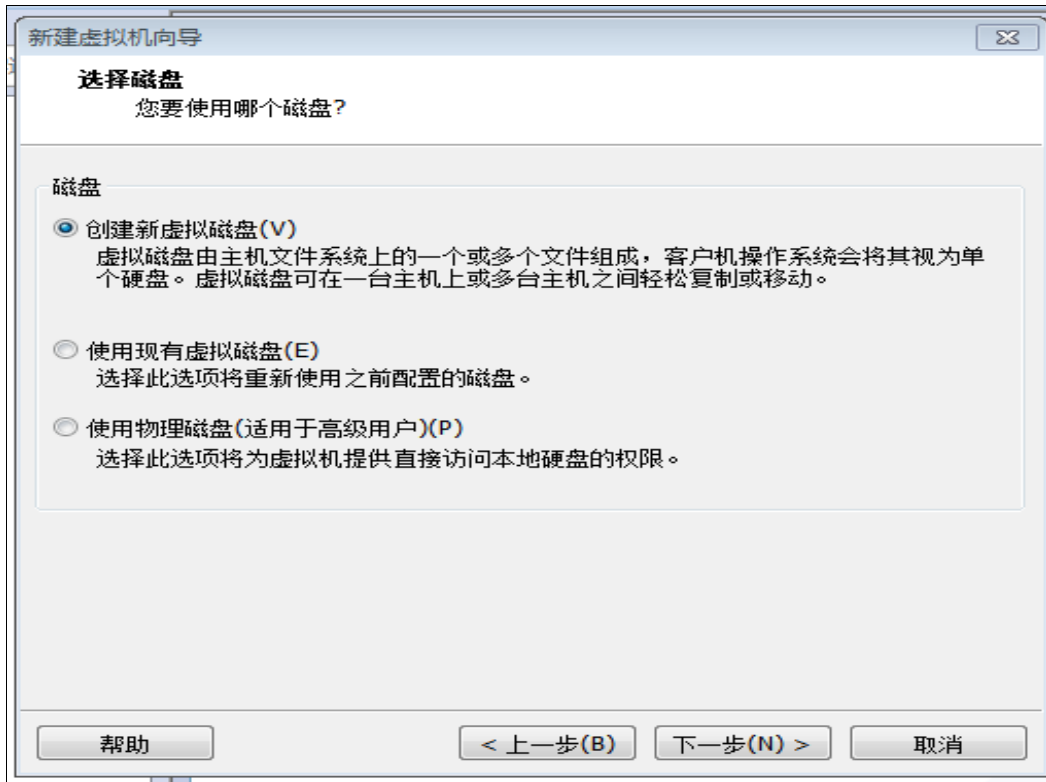 新建虚拟机向导
选择磁盘
您要使用哪个磁盘?
磁盘
创建新虚拟磁盘(V)
虚拟磁盘由主机文件系统上的一个或多个文件组成，客户机操作系统会将其视为单
个硬盘。虚拟磁盘可在一台主机上或多台主机之间轻松复制或移动。
使用现有虚拟磁盘(E)
选择此选项将重新使用之前配置的磁盘。
使用物理磁盘(适用于高级用户)(P)
选择此选项将为虚拟机提供直接访问本地硬盘的权限。
帮助 < 上一步(B) 下一步(N) > 取消